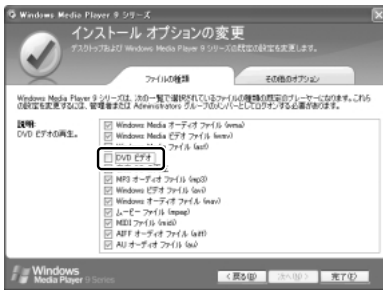 Windows Media Player 9 シリーズ
インストール オプションの変更
デスクトップおよび Windows Media Player 9 シリーズの既定の設定を変更します。
ファイルの種類
その他のオプション
Windows Media Player 9 シリーズは、次の一覧で選択されているファイルの種類の既定のプレーヤーになります。これら
の設定を変更するには、管理者または Administrators グループのメンバーとしてログオンする必要があります。
説明:
DVD ビデオの再生。
Windows Media オーディオ ファイル (wma)
Windows Media ビデオ ファイル (wmv)
ファイル (asf)
DVD ビデオ
MP3 オーディオ ファイル (mp3)
Windows ビデオ ファイル (avi)
Windows オーディオ ファイル (wav)
ムービー ファイル (mpeg)
MIDI ファイル (midi)
AIFF オーディオ ファイル (aiff)
AU オーディオ ファイル (au)
Windows
Media Player 9 Series
< 戻る(B)
次へ(N) >
完了(F)